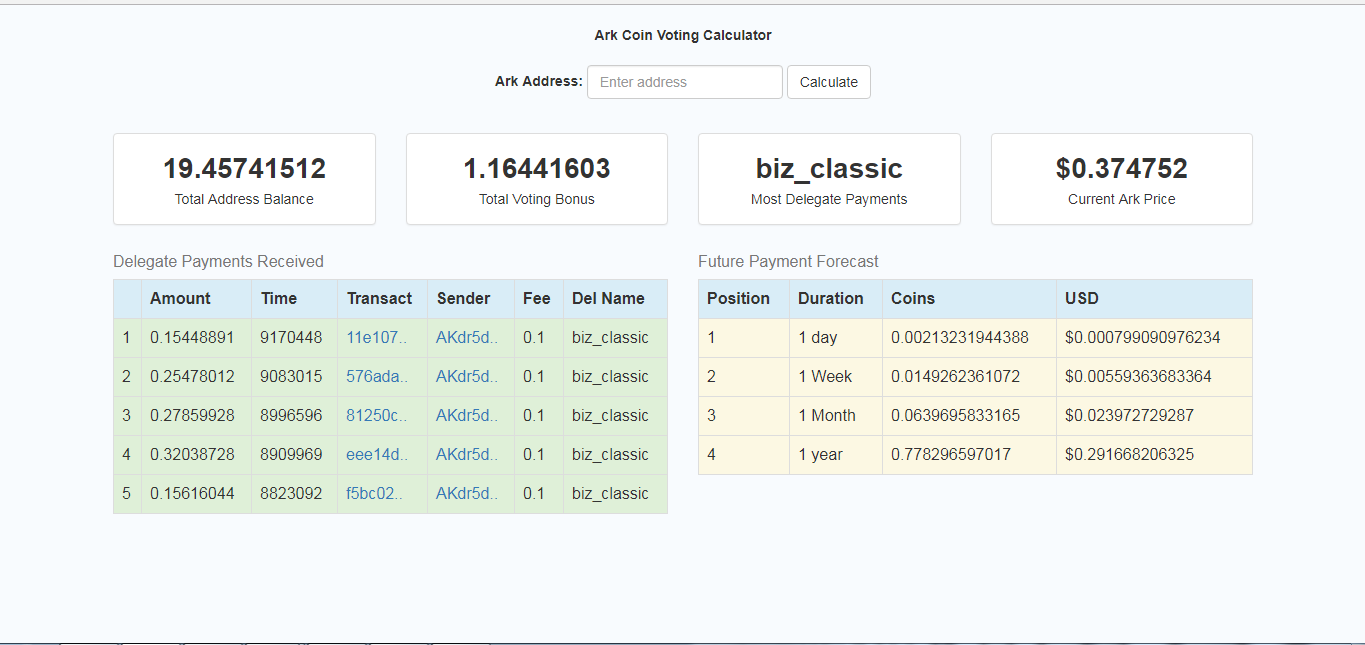 Ark Coin Voting Calculator
Ark Address: Enter address Calculate
19.45741512
Total Address Balance
1.16441603
Total Voting Bonus
biz_classic
Most Delegate Payments
$0.374752
Current Ark Price
Delegate Payments Received
Amount Time Transact Sender Fee Del Name
1 0.15448891 9170448 11e107.. AKdr5d.. 0.1 biz_classic
2 0.25478012 9083015 576ada.. AKdr5d.. 0.1 biz_classic
3 0.27859928 8996596 81250c.. AKdr5d.. 0.1 biz_classic
4 0.32038728 8909969 eee14d.. AKdr5d.. 0.1 biz_classic
5 0.15616044 8823092 f5bc02.. AKdr5d.. 0.1 biz_classic
Future Payment Forecast
Position Duration Coins USD
1 1 day 0.00213231944388 $0.000799090976234
2 1 Week 0.0149262361072 $0.00559363683364
3 1 Month 0.0639695833165 $0.023972729287
4 1 year 0.778296597017 $0.291668206325